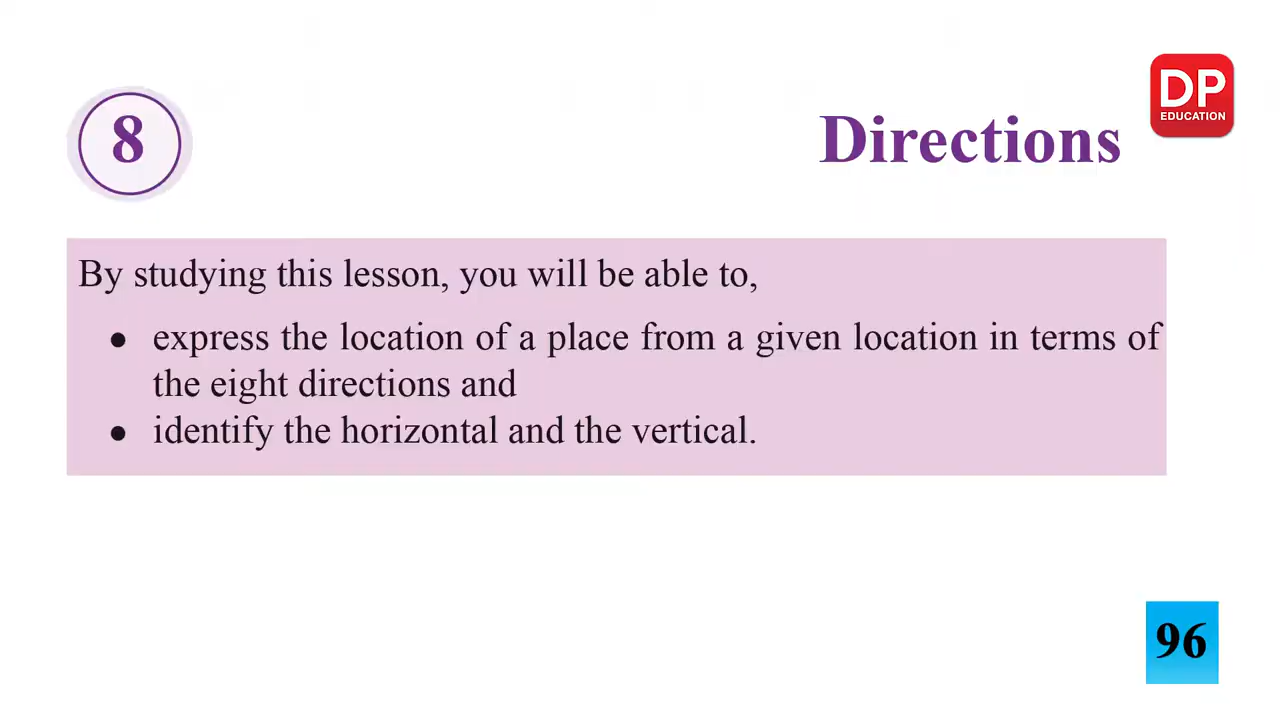 DP
EDUCATION
8
Directions
By studying this lesson, you will be able to,
● express the location of a place from a given location in terms of
the eight directions and
● identify the horizontal and the vertical.
96